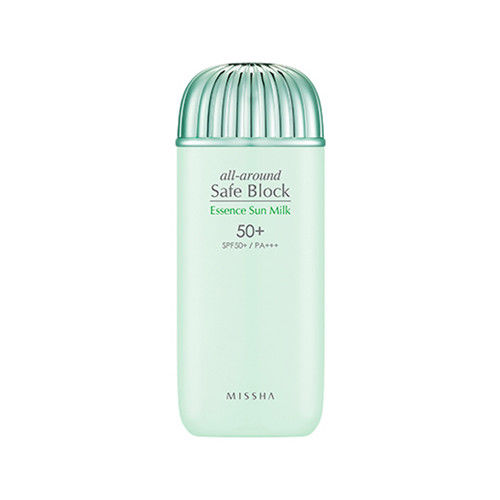 all-around
Safe Block
Essence Sun Milk
50+
SPF50+ / PA+++
MISSHA